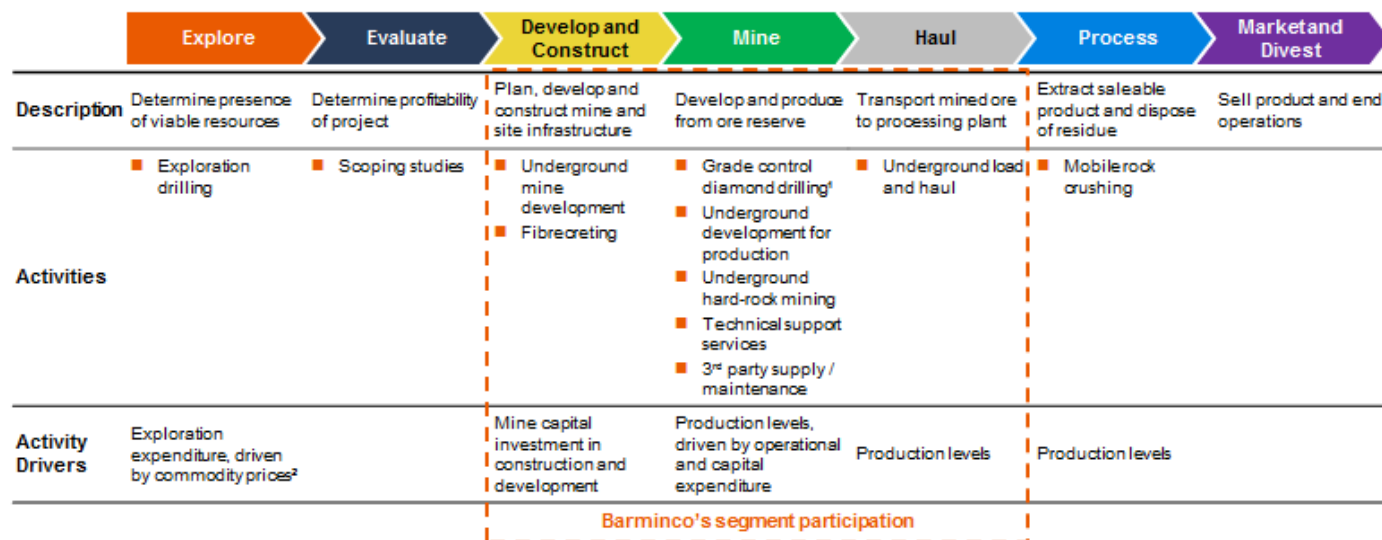 Explore
Evaluate
Develop and
Construct
Mine
Haul
Process
Marketand
Divest
Description
Determine presence
of viable resources
Determine profitability
of project
Plan, develop and
construct mine and
site infrastructure
Develop and produce
from ore reserve
Transport mined ore
to processing plant
Extract saleable
product and dispose
of residue
Sell product and end
operations
Activities
Exploration
drilling
Scoping studies
Underground
mine
development
Fibrecreting
Grade control
diamond drilling¹
Underground
development for
production
Underground
hard-rock mining
Technical support
services
3rd party supply /
maintenance
Underground load
and haul
Mobile rock
crushing
Activity
Drivers
Exploration
expenditure, driven
by commodity prices²
Mine capital
investment in
construction and
development
Production levels,
driven by operational
and capital
expenditure
Production levels
Production levels
Barminco's segment participation